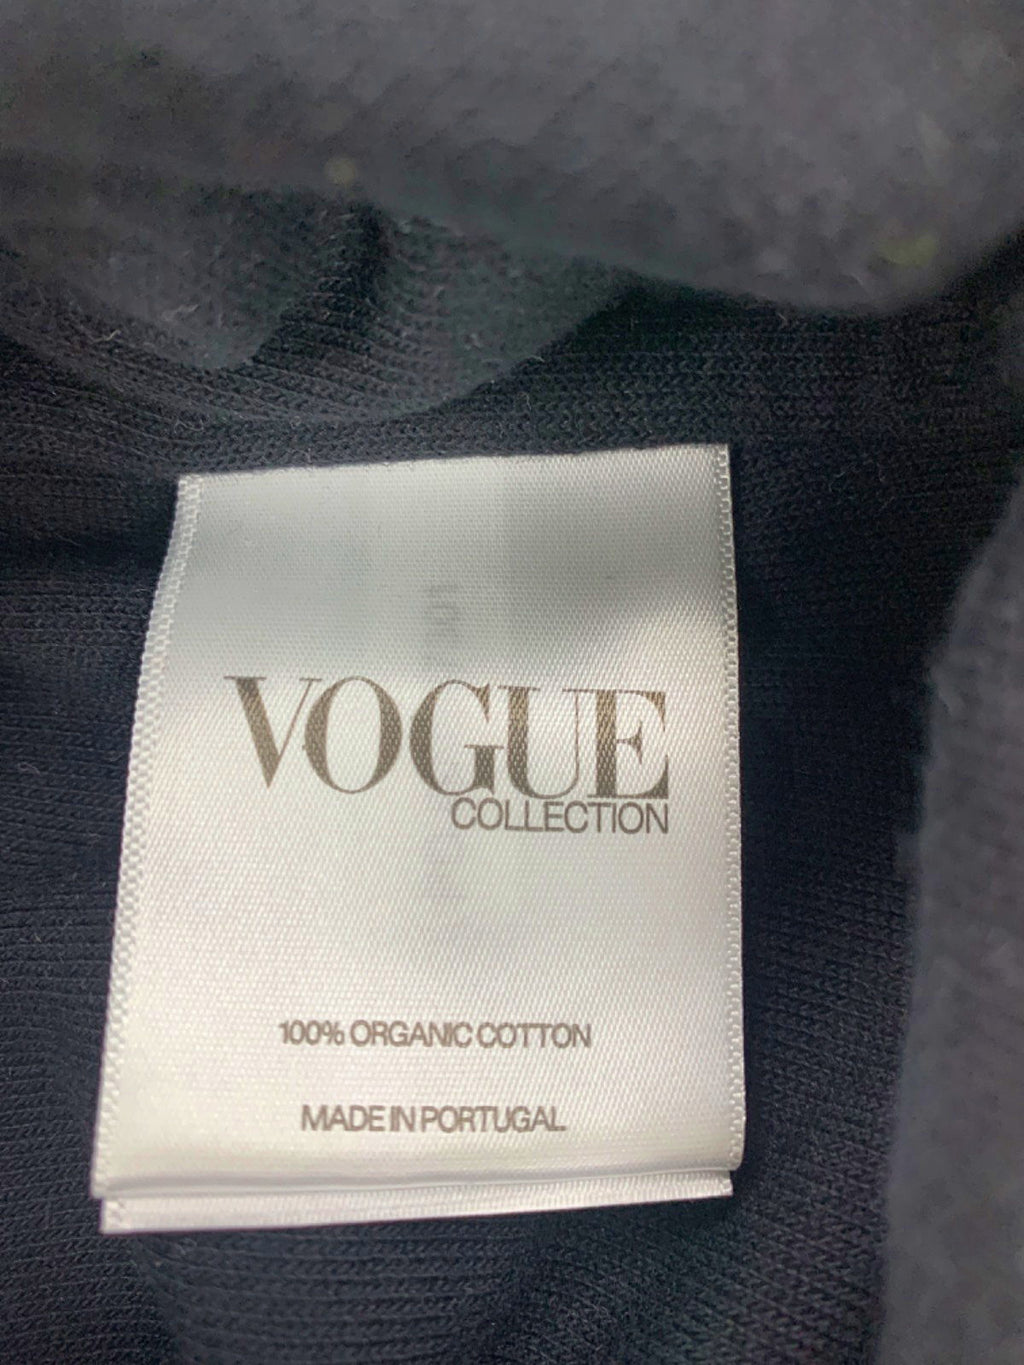 VOGUE
COLLECTION
100% ORGANIC COTTON
MADE IN PORTUGAL